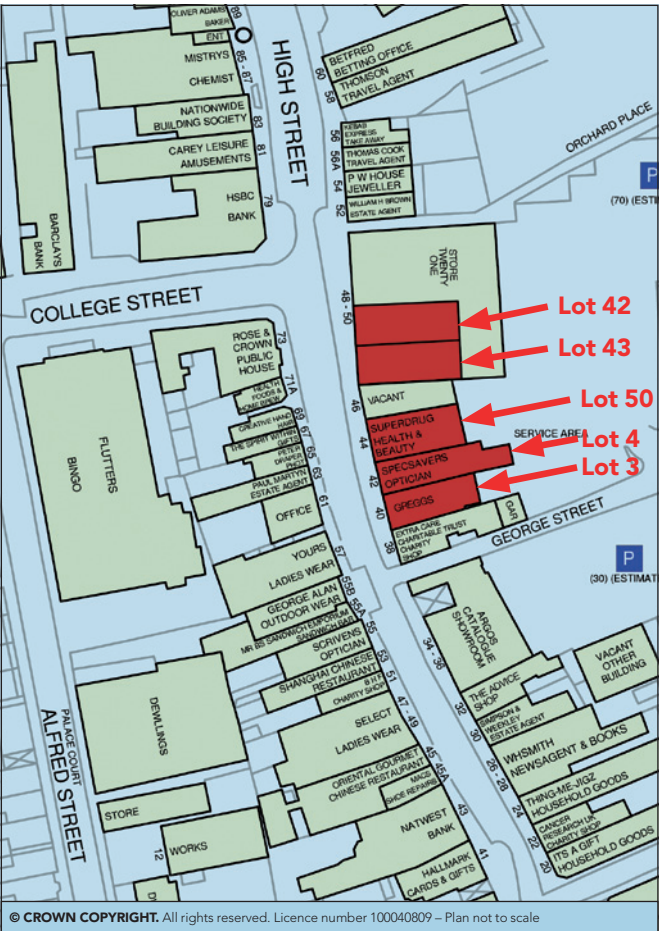 OLIVER ADAMS
BAKER
89
ENT
MISTRYS
CHEMIST
85 - 87
NATIONWIDE
BUILDING SOCIETY
83
CAREY LEISURE
AMUSEMENTS
81
HSBC
BANK
79
BARCLAYS
BANK
HIGH STREET
BETFRED
BETTING OFFICE
60
THOMSON
TRAVEL AGENT
58
KEBAB
EXPRESS
TAKE AWAY
56
THOMAS COOK
TRAVEL AGENT
56A
P W HOUSE
JEWELLER
54
WILLIAM H BROWN
ESTATE AGENT
52
ORCHARD PLACE
P
(70) (ESTI
STORE
TWENTY
ONE
48 - 50
Lot 42
Lot 43
COLLEGE STREET
ROSE &
CROWN
PUBLIC
HOUSE
73
71A
HEALTH
FOODS &
HOME BREW
69
CREATIVE HAND
HAIR
67
THE SPIRIT WITHIN
GIFTS
65
PETER
DRAPER
PHOT
63
PAUL MARTYN
ESTATE AGENT
61
OFFICE
FLUTTERS
BINGO
VACANT
46
SUPERDRUG
HEALTH &
BEAUTY
44
Lot 50
SERVICE AREA
SPECSAVERS
OPTICIAN
42
Lot 4
GREGGS
40
Lot 3
EXTRA CARE
CHARITABLE TRUST
CHARITY
SHOP
38
GAR
GEORGE STREET
P
(30) (ESTIMAT
YOURS
LADIES WEAR
57
GEORGE ALAN
OUTDOOR WEAR
55B
MR BS SANDWICH EMPORIUM
SANDWICH BAR
55A
SCRIVENS
OPTICIAN
55
SHANGHAI CHINESE
RESTAURANT
53
B H F
CHARITY SHOP
51
SELECT
LADIES WEAR
47 - 49
ORIENTAL GOURMET
CHINESE RESTAURANT
45
MACS
SHOE REPAIRS
45A
NATWEST
BANK
43
HALLMARK
CARDS & GIFTS
41
DEWLLINGS
PALACE COURT
ALFRED STREET
STORE
WORKS
12
ARGOS
CATALOGUE
SHOWROOM
34 - 36
THE ADVICE
SHOP
32
SIMPSON &
WEEKLEY
ESTATE AGENT
30
WHSMITH
NEWSAGENT & BOOKS
26 - 28
THING-ME-JIGZ
HOUSEHOLD GOODS
24
CANCER
RESEARCH UK
CHARITY SHOP
22
IT'S A GIFT
HOUSEHOLD GOODS
20
VACANT
OTHER
BUILDING
© CROWN COPYRIGHT. All rights reserved. Licence number 100040809 – Plan not to scale